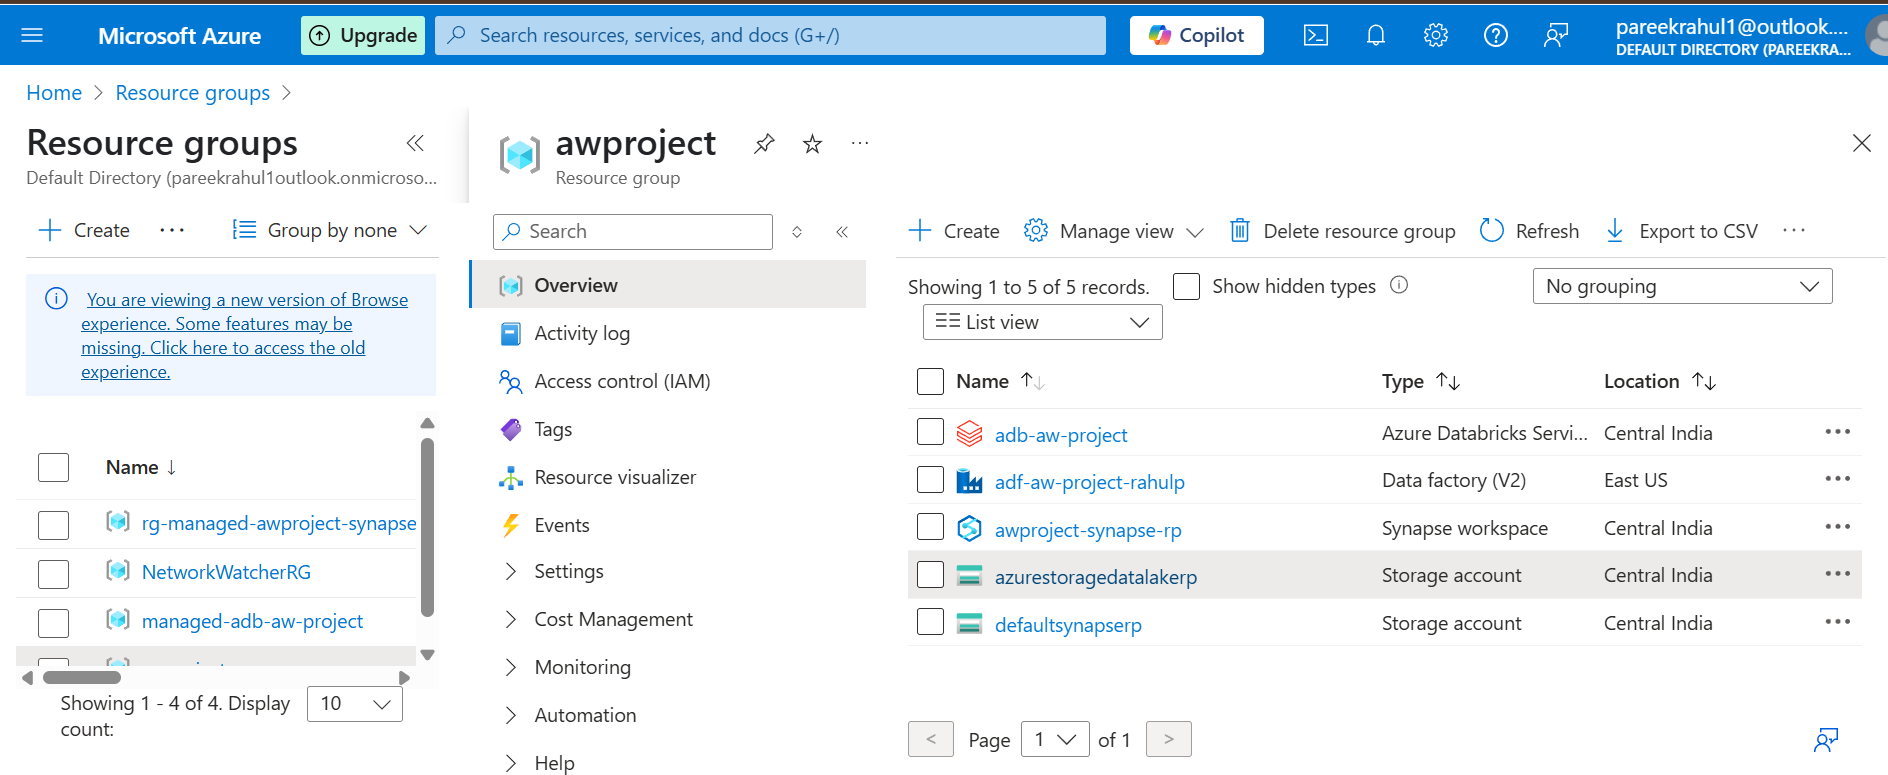 Microsoft Azure
Upgrade
Search resources, services, and docs (G+/)
Copilot
pareekrahul1@outlook....
DEFAULT DIRECTORY (PAREEKRA...
Home > Resource groups >
Resource groups
Default Directory (pareekrahul1outlook.onmicroso...
Create ... Group by none
You are viewing a new version of Browse
experience. Some features may be
missing. Click here to access the old
experience.
Name ↓
rg-managed-awproject-synapse
NetworkWatcherRG
managed-adb-aw-project
Showing 1 - 4 of 4. Display
count:
10
awproject
Resource group
Search
Overview
Activity log
Access control (IAM)
Tags
Resource visualizer
Events
Settings
Cost Management
Monitoring
Automation
Help
Create Manage view Delete resource group Refresh Export to CSV ...
Showing 1 to 5 of 5 records. Show hidden types No grouping
List view
Name ↑↓ Type ↑↓ Location ↑↓
adb-aw-project Azure Databricks Servi... Central India ...
adf-aw-project-rahulp Data factory (V2) East US ...
awproject-synapse-rp Synapse workspace Central India ...
azurestoragedatalakerp Storage account Central India ...
defaultsynapserp Storage account Central India ...
< Page 1 of 1 >